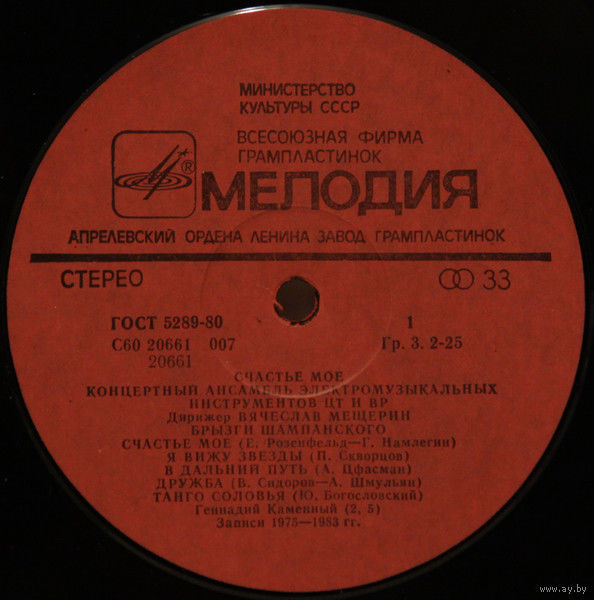 МИНИСТЕРСТВО
КУЛЬТУРЫ СССР
ВСЕСОЮЗНАЯ ФИРМА
ГРАМПЛАСТИНОК
® МЕЛОДИЯ
АПРЕЛЕВСКИЙ ОРДЕНА ЛЕНИНА ЗАВОД ГРАМПЛАСТИНОК
СТЕРЕО 33
ГОСТ 5289-80 1
С60 20661 007 Гр. 3. 2-25
20661
СЧАСТЬЕ МОЕ
КОНЦЕРТНЫЙ АНСАМБЛЬ ЭЛЕКТРОМУЗЫКАЛЬНЫХ
ИНСТРУМЕНТОВ ЦТ И ВР
Дирижер ВЯЧЕСЛАВ МЕЩЕРИН
БРЫЗГИ ШАМПАНСКОГО
СЧАСТЬЕ МОЕ (Е. Розенфельд—Г. Намлегин)
Я ВИЖУ ЗВЕЗДЫ (П. Скворцов)
В ДАЛЬНИЙ ПУТЬ (А. Цфасман)
ДРУЖБА (В. Сидоров—А. Шмульян)
ТАНГО СОЛОВЬЯ (Ю. Богословский)
Геннадий Каменный (2, 5)
Записи 1975—1983 гг.
www.ay.by